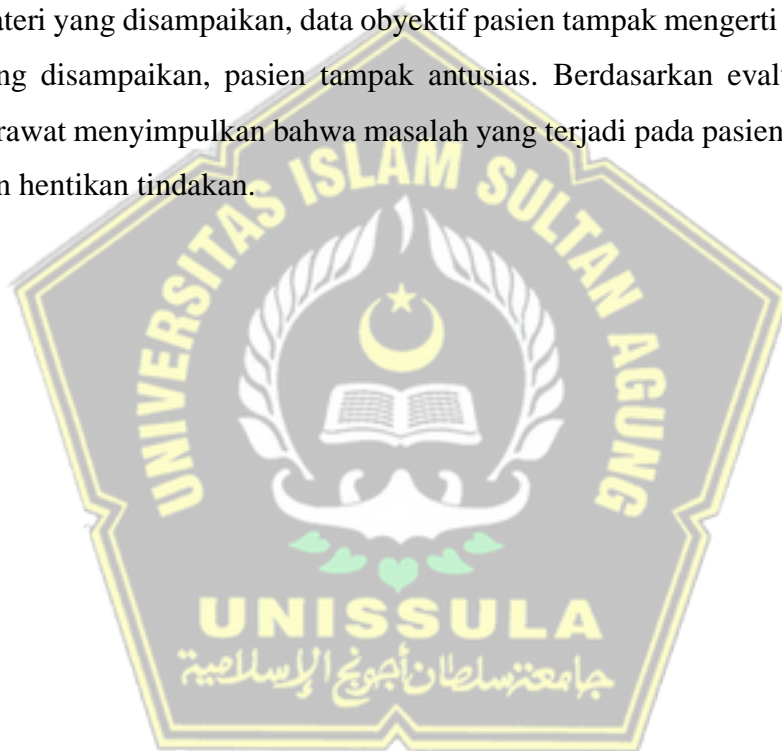 ateri yang disampaikan, data obyektif pasien tampak mengerti
ng disampaikan, pasien tampak antusias. Berdasarkan eval
rawat menyimpulkan bahwa masalah yang terjadi pada pasien
n hentikan tindakan.
UNIVERSITAS ISLAM SULTAN AGUNG
UNISSULA
جامعة سلطان أجونج الإسلامية